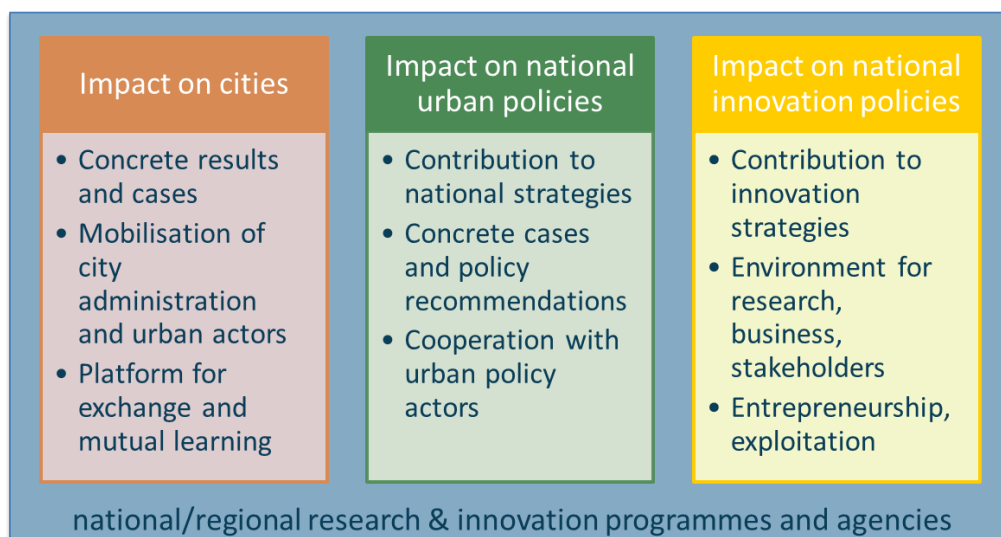 Impact on cities
• Concrete results
and cases
• Mobilisation of
city
administration
and urban actors
• Platform for
exchange and
mutual learning
Impact on national
urban policies
• Contribution to
national strategies
• Concrete cases
and policy
recommendations
• Cooperation with
urban policy
actors
Impact on national
innovation policies
• Contribution to
innovation
strategies
• Environment for
research,
business,
stakeholders
• Entrepreneurship,
exploitation
national/regional research & innovation programmes and agencies